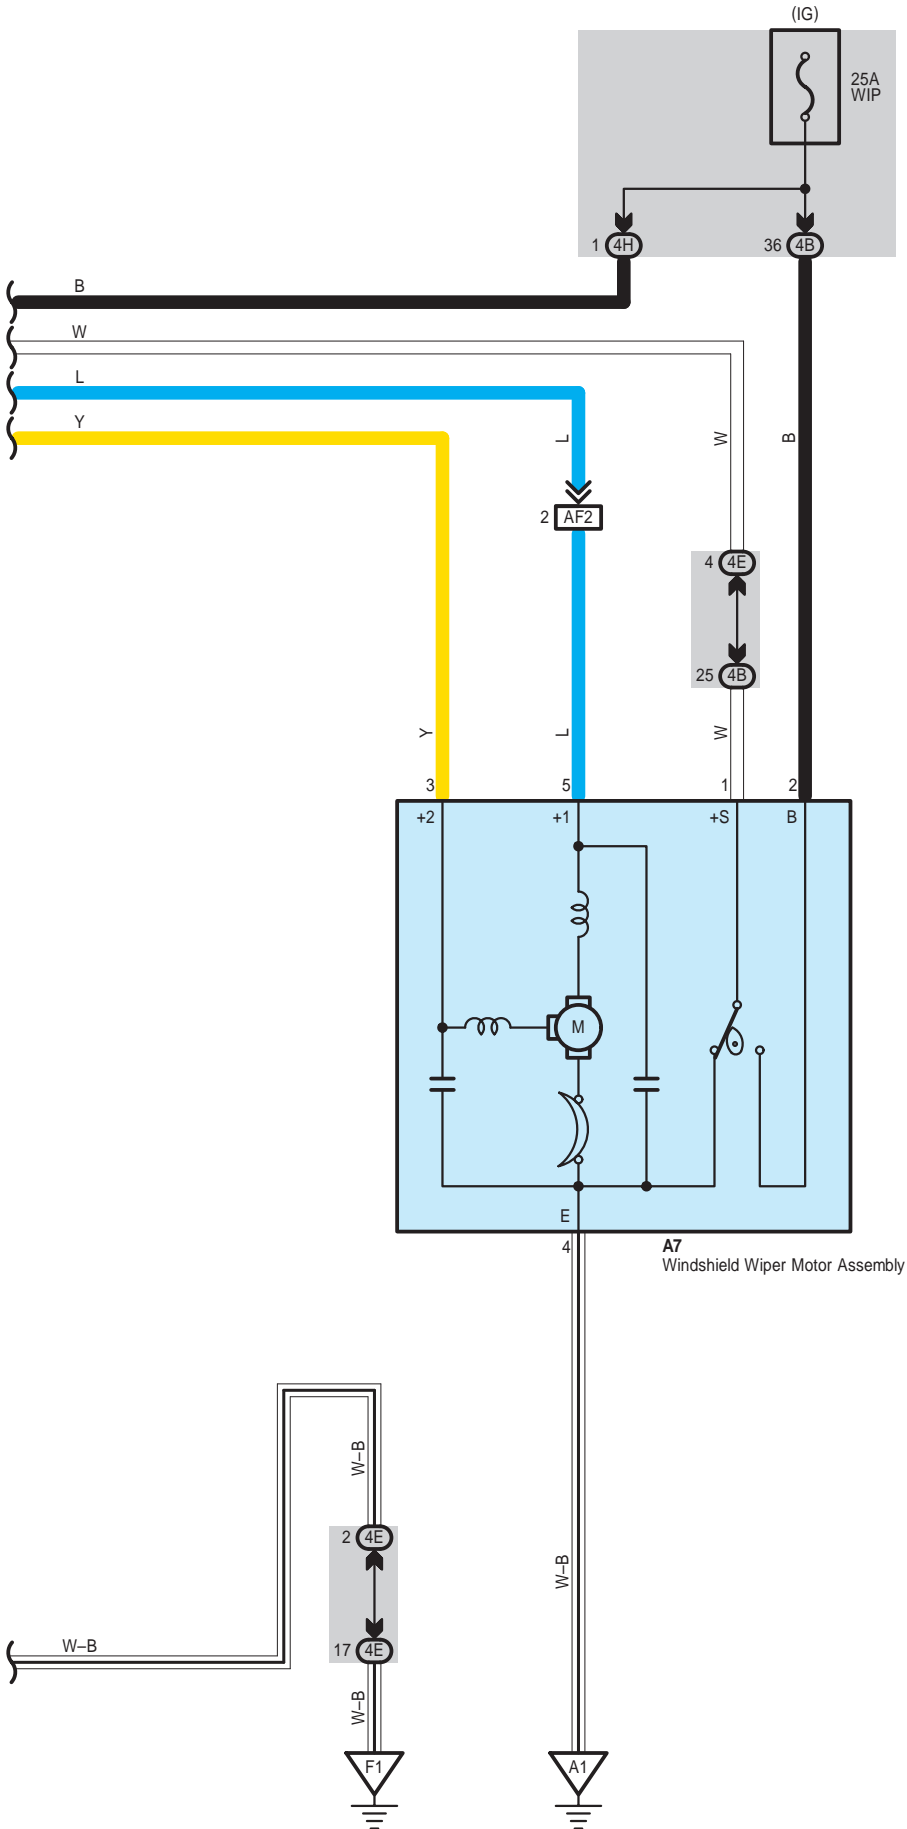 (IG)
25A
WIP
1 4H
36 4B
B
W
L
Y
L
W
B
2 AF2
4 4E
25 4B
Y
L
W
3
5
1
2
+2
+1
+S
B
M
E
4
A7
Windshield Wiper Motor Assembly
W–B
2 4E
W–B
W–B
17 4E
W–B
F1
A1